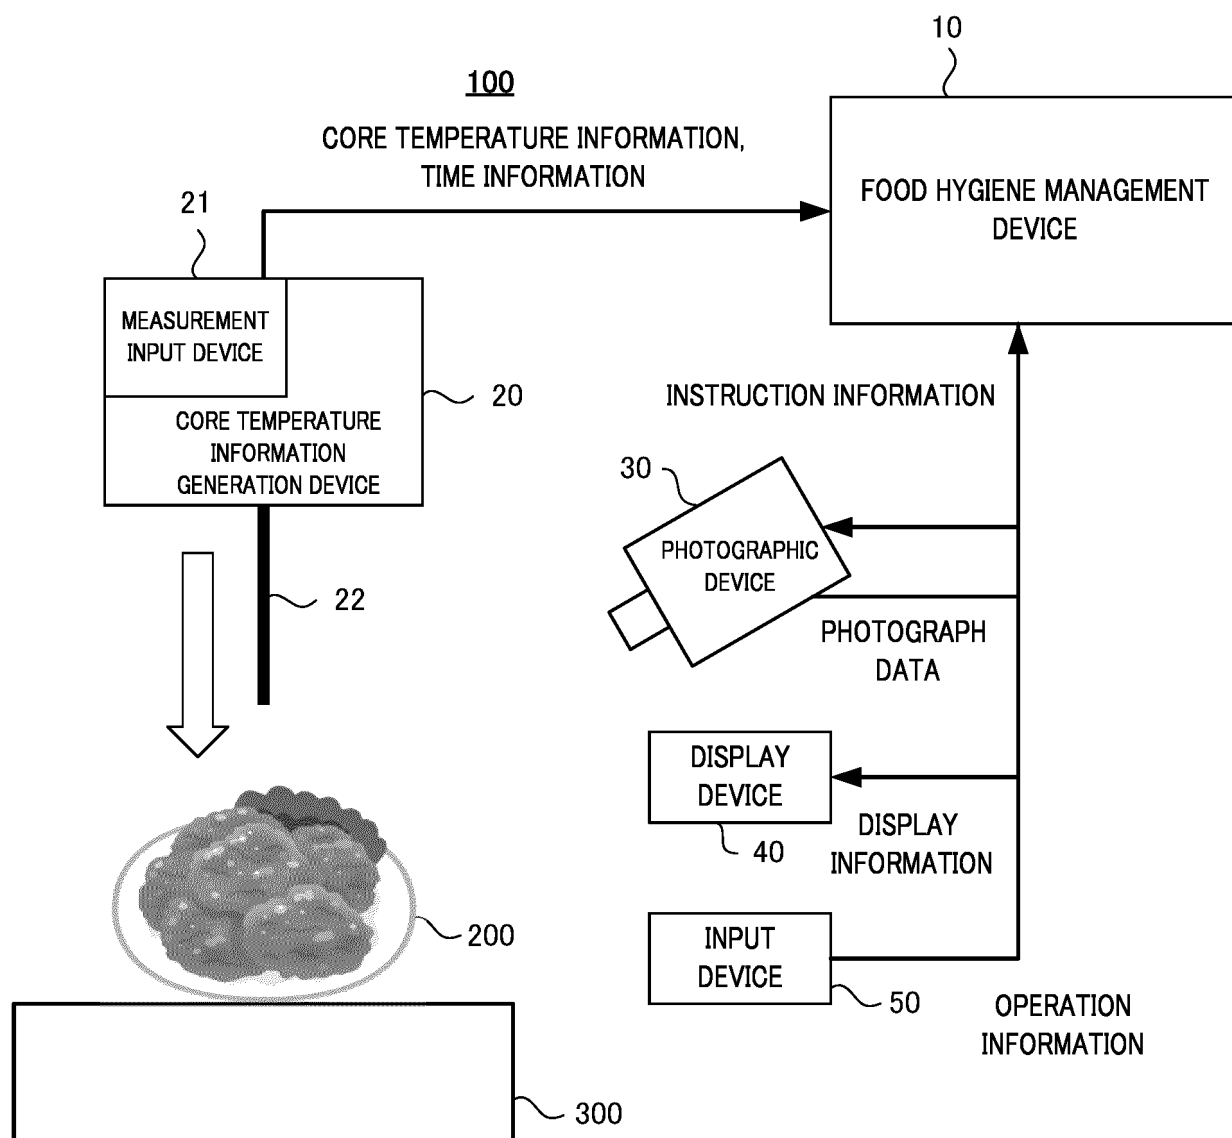 10
100
CORE TEMPERATURE INFORMATION,
TIME INFORMATION
FOOD HYGIENE MANAGEMENT
DEVICE
21
MEASUREMENT
INPUT DEVICE
20
CORE TEMPERATURE
INFORMATION
GENERATION DEVICE
22
INSTRUCTION INFORMATION
30
PHOTOGRAPHIC
DEVICE
PHOTOGRAPH
DATA
DISPLAY
DEVICE
40
DISPLAY
INFORMATION
200
INPUT
DEVICE
50
OPERATION
INFORMATION
300